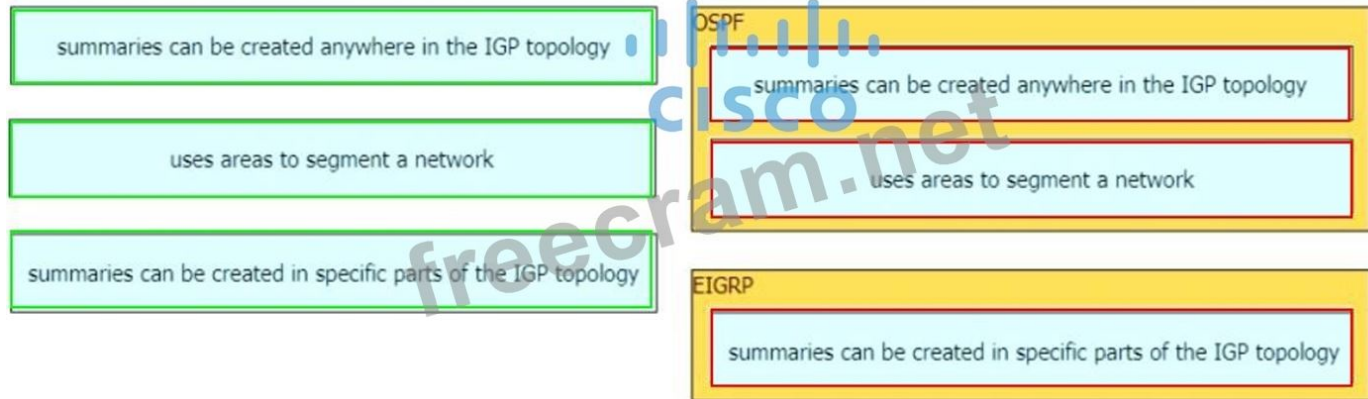 summaries can be created anywhere in the IGP topology
uses areas to segment a network
summaries can be created in specific parts of the IGP topology
OSPF
summaries can be created anywhere in the IGP topology
uses areas to segment a network
EIGRP
summaries can be created in specific parts of the IGP topology
CISCO
freecram.net